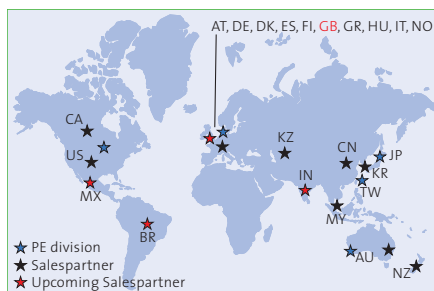 AT, DE, DK, ES, FI, GB, GR, HU, IT, NO
CA
US
MX
BR
KZ
IN
CN
JP
KR
TW
MY
AU
NZ
PE division
Salespartner
Upcoming Salespartner